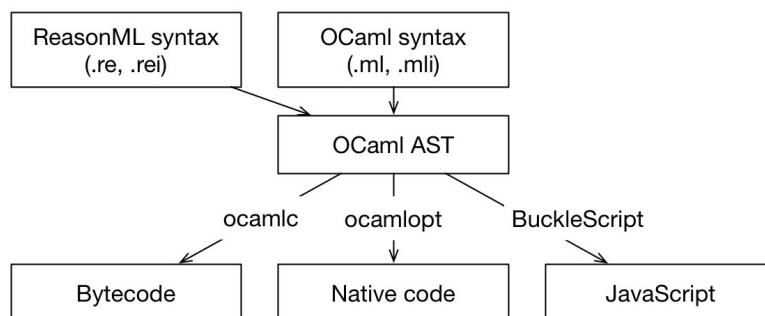 ReasonML syntax
(.re, .rei)
OCaml syntax
(.ml, .mli)
OCaml AST
ocamlc
ocamlopt
BuckleScript
Bytecode
Native code
JavaScript